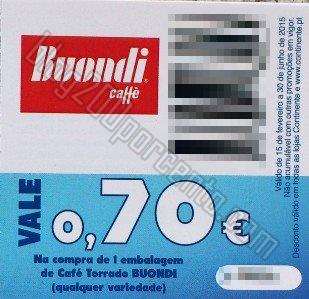 Buondi
caffè
VALE
0,70 €
Na compra de 1 embalagem
de Café Torrado BUONDI
(qualquer variedade)
Válido de 15 de fevereiro a 30 de junho de 2015
Não acumulável com outras promoções em vigor.
Desconto válido em todas as lojas Continente e www.continente.pt